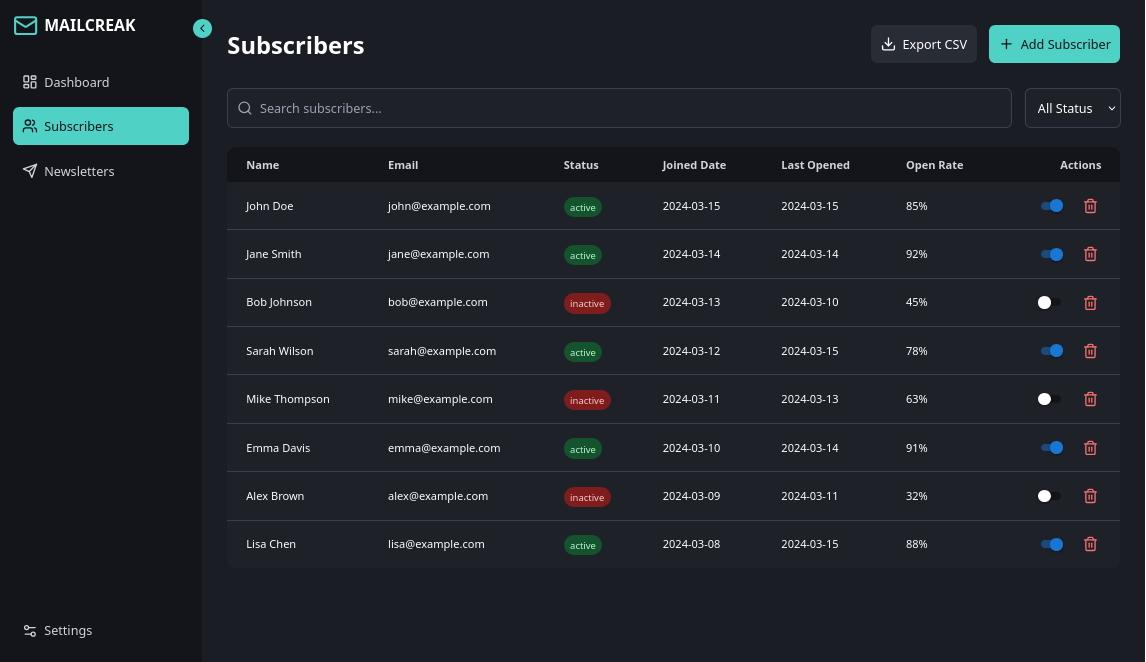 MAILCREAK
Dashboard
Subscribers
Newsletters
Settings
Subscribers
Export CSV
Add Subscriber
Search subscribers...
All Status
Name Email Status Joined Date Last Opened Open Rate Actions
John Doe john@example.com active 2024-03-15 2024-03-15 85%
Jane Smith jane@example.com active 2024-03-14 2024-03-14 92%
Bob Johnson bob@example.com inactive 2024-03-13 2024-03-10 45%
Sarah Wilson sarah@example.com active 2024-03-12 2024-03-15 78%
Mike Thompson mike@example.com inactive 2024-03-11 2024-03-13 63%
Emma Davis emma@example.com active 2024-03-10 2024-03-14 91%
Alex Brown alex@example.com inactive 2024-03-09 2024-03-11 32%
Lisa Chen lisa@example.com active 2024-03-08 2024-03-15 88%